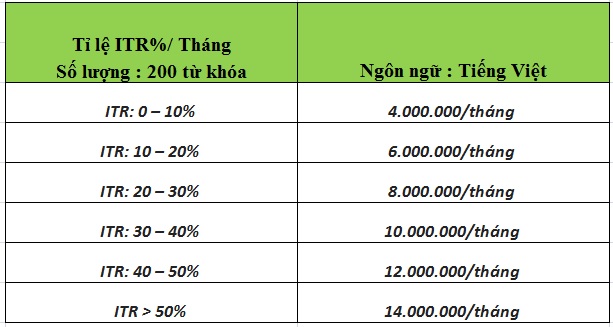 Tỉ lệ ITR%/ Tháng
Số lượng : 200 từ khóa
Ngôn ngữ : Tiếng Việt
ITR: 0 – 10%
4.000.000/tháng
ITR: 10 – 20%
6.000.000/tháng
ITR: 20 – 30%
8.000.000/tháng
ITR: 30 – 40%
10.000.000/tháng
ITR: 40 – 50%
12.000.000/tháng
ITR > 50%
14.000.000/tháng